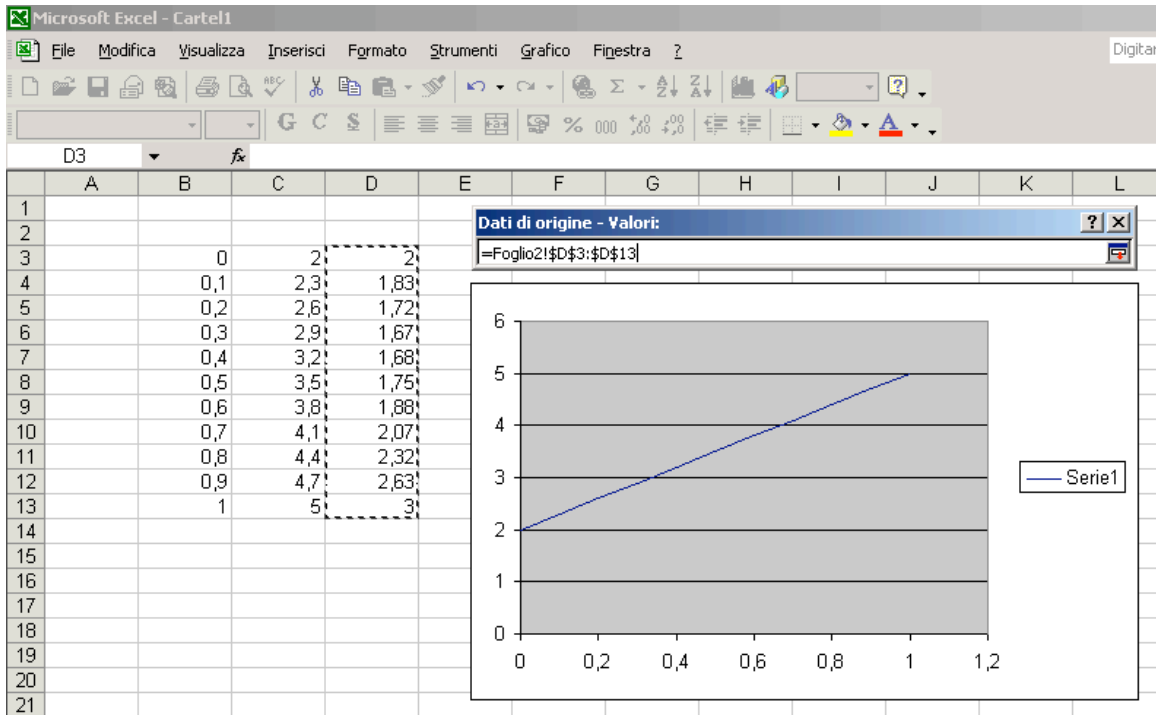 Microsoft Excel - Cartel1
File Modifica Visualizza Inserisci Formato Strumenti Grafico Finestra ?
Digitar
ABC
G C S % 000 A
D3 fx
A B C D E F G H I J K L
1
2
Dati di origine - Valori:
=Foglio2!$D$3:$D$13
3 0 2 2
4 0,1 2,3 1,83
5 0,2 2,6 1,72
6 0,3 2,9 1,67
7 0,4 3,2 1,68
8 0,5 3,5 1,75
9 0,6 3,8 1,88
10 0,7 4,1 2,07
11 0,8 4,4 2,32
12 0,9 4,7 2,63
13 1 5 3
14
15
16
17
18
19
20
21
6
5
4
3
2
1
0
0 0,2 0,4 0,6 0,8 1 1,2
Serie1